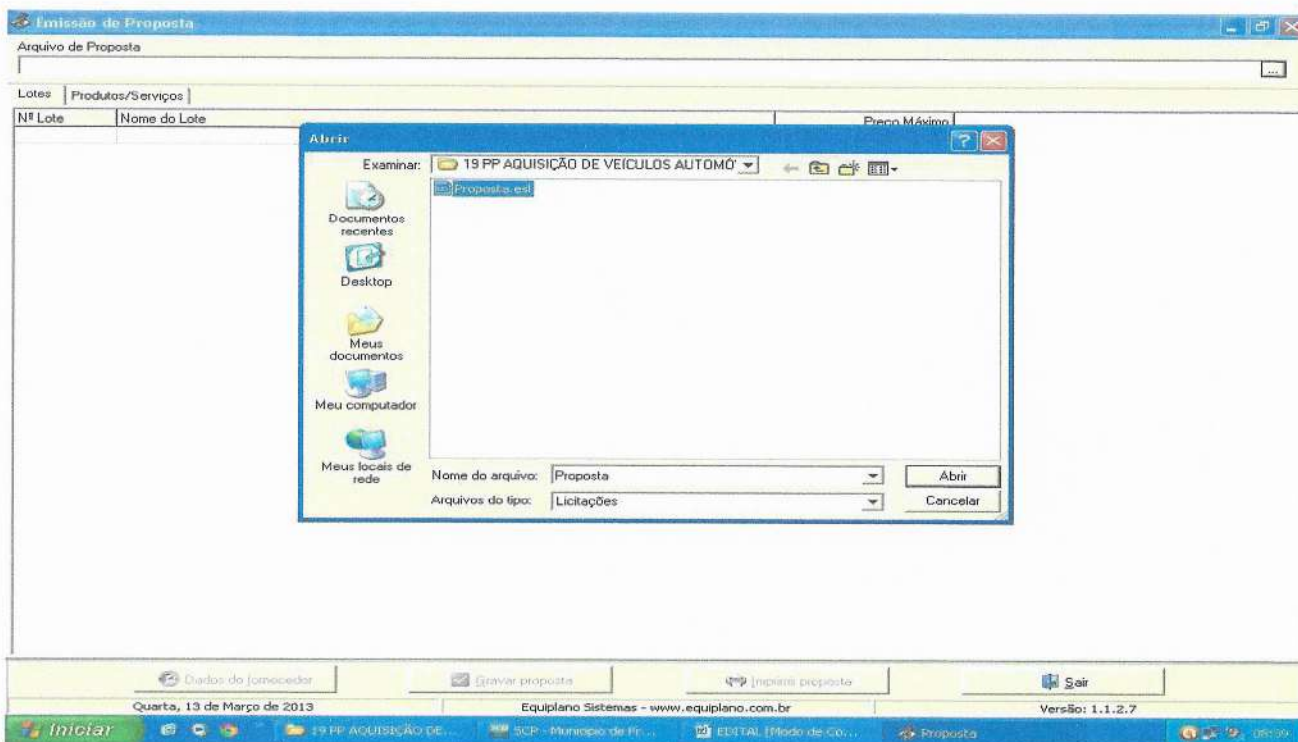 Emissão de Proposta
Arquivo de Proposta
...
Lotes Produtos/Serviços
Nº Lote Nome do Lote Preço Máximo
Abrir
Examinar: 19 PP AQUISIÇÃO DE VEÍCULOS AUTOMÓ
Proposta.esl
Documentos
recentes
Desktop
Meus
documentos
Meu computador
Meus locais de
rede
Nome do arquivo: Proposta Abrir
Arquivos do tipo: Licitações Cancelar
Dados do fornecedor Gravar proposta Imprimir proposta Sair
Quarta, 13 de Março de 2013 Equiplano Sistemas - www.equiplano.com.br Versão: 1.1.2.7
Iniciar 19 PP AQUISIÇÃO DE... SCP - Município de Pr... EDITAL [Modo de Co... Proposta